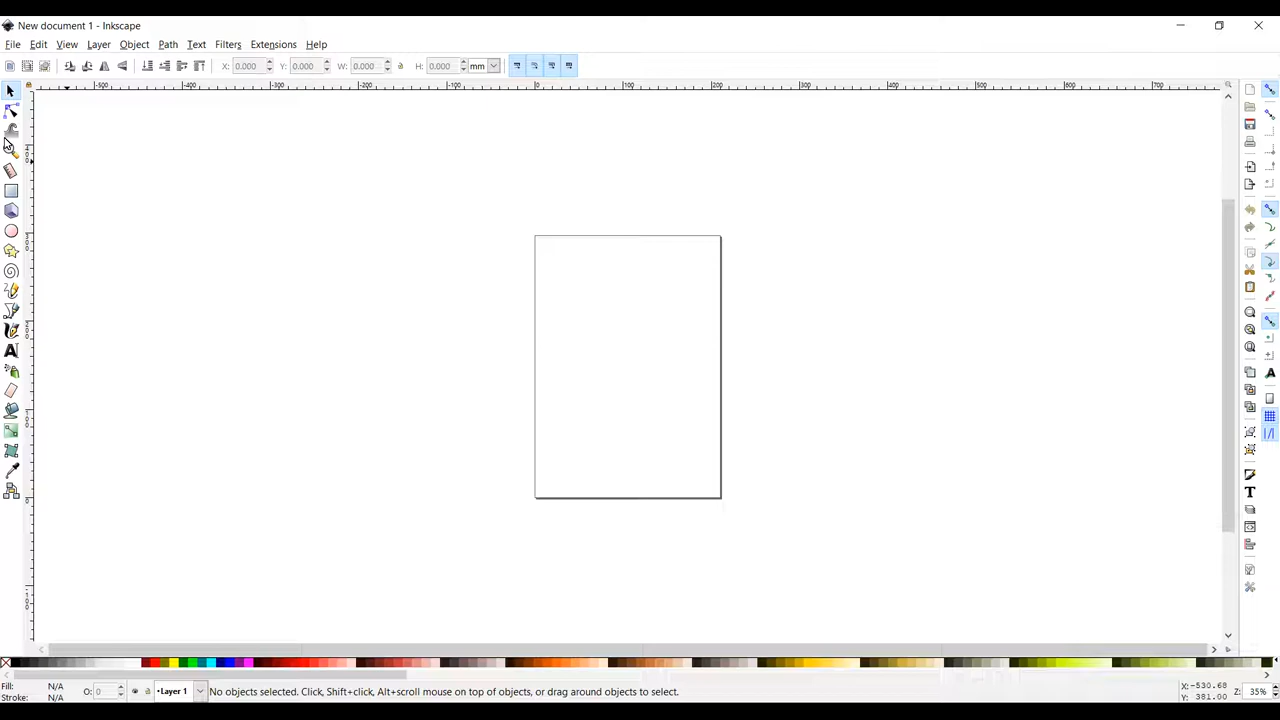 New document 1 - Inkscape
File Edit View Layer Object Path Text Filters Extensions Help
X: 0.000 Y: 0.000 W: 0.000 H: 0.000 mm
-500 -400 -300 -200 -100 0 100 200 300 400 500 600 700
Fill: N/A O: 0 Layer 1 No objects selected. Click, Shift+click, Alt+scroll mouse on top of objects, or drag around objects to select. X:-530.68 Z: 35%
Stroke: N/A Y: 381.00